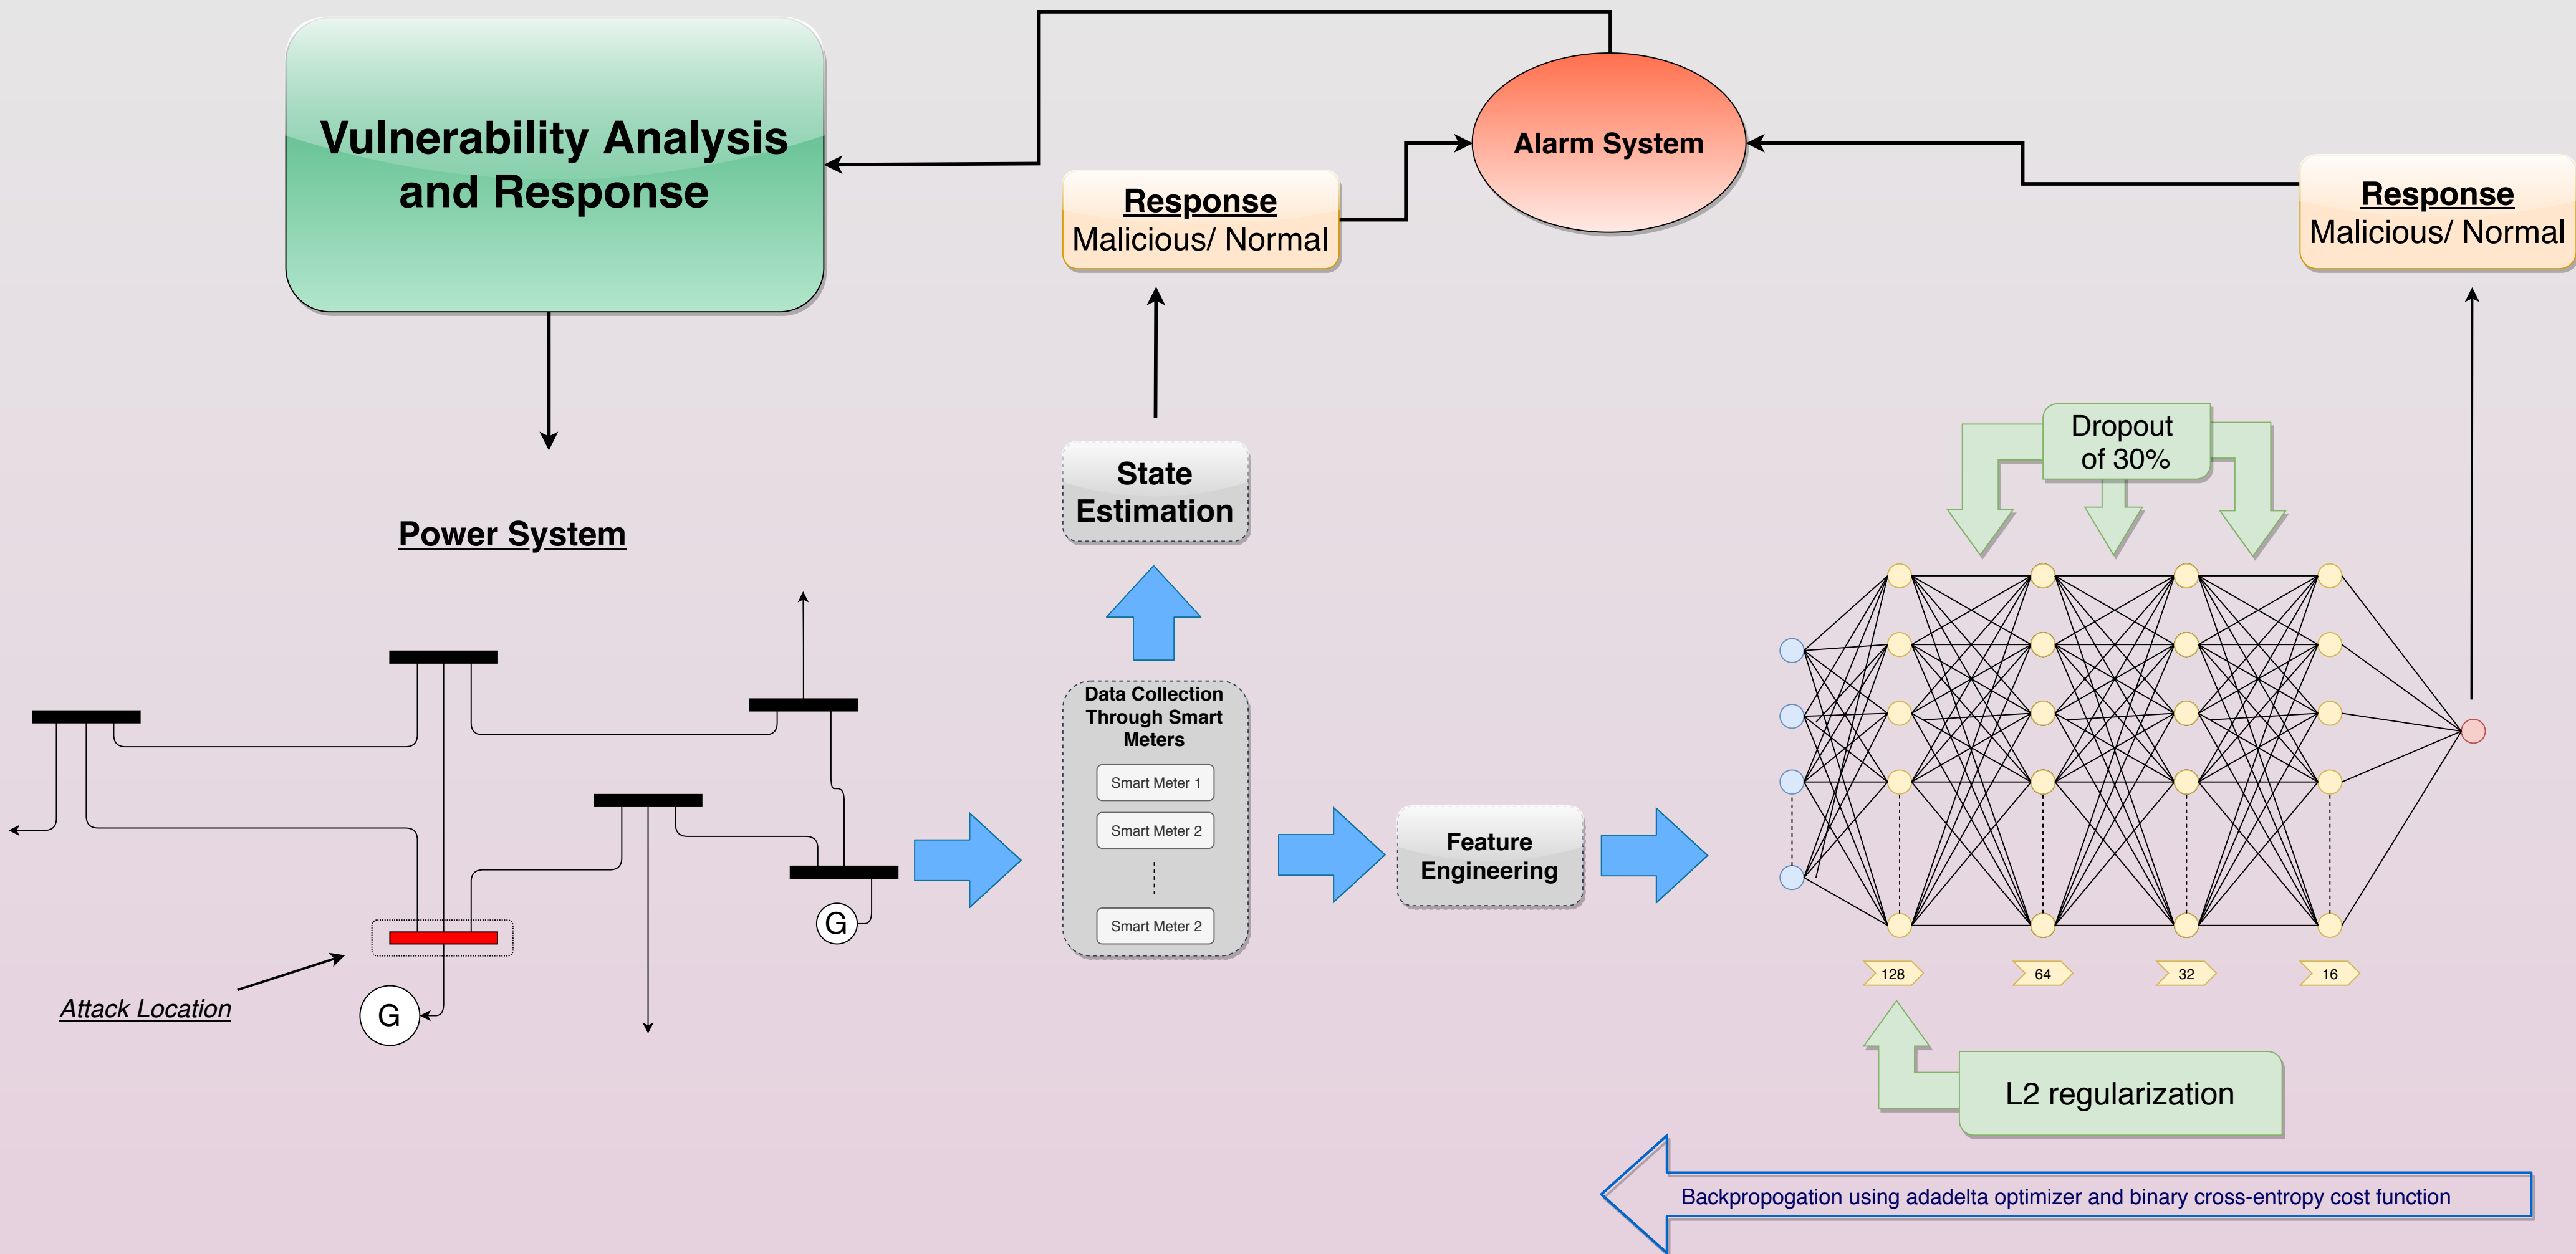 Vulnerability Analysis
and Response
Alarm System
Response
Malicious/ Normal
Response
Malicious/ Normal
State
Estimation
Dropout
of 30%
Power System
Data Collection
Through Smart
Meters
Smart Meter 1
Smart Meter 2
Smart Meter 2
Feature
Engineering
G
G
Attack Location
128
64
32
16
L2 regularization
Backpropogation using adadelta optimizer and binary cross-entropy cost function